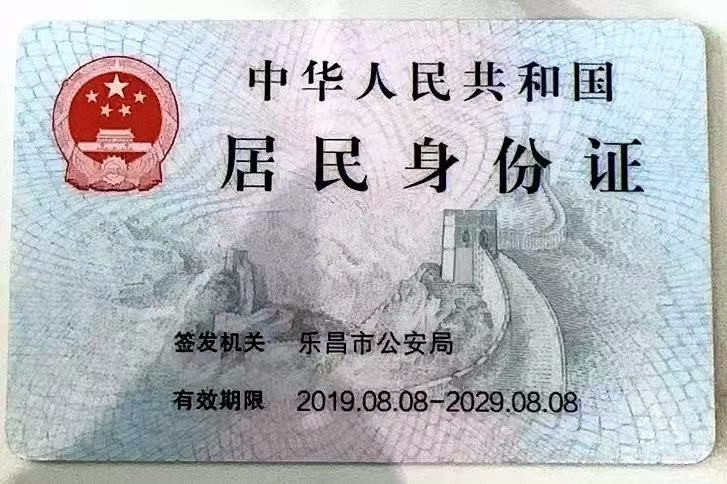 中华人民共和国
居民身份证
签发机关 乐昌市公安局
有效期限 2019.08.08-2029.08.08